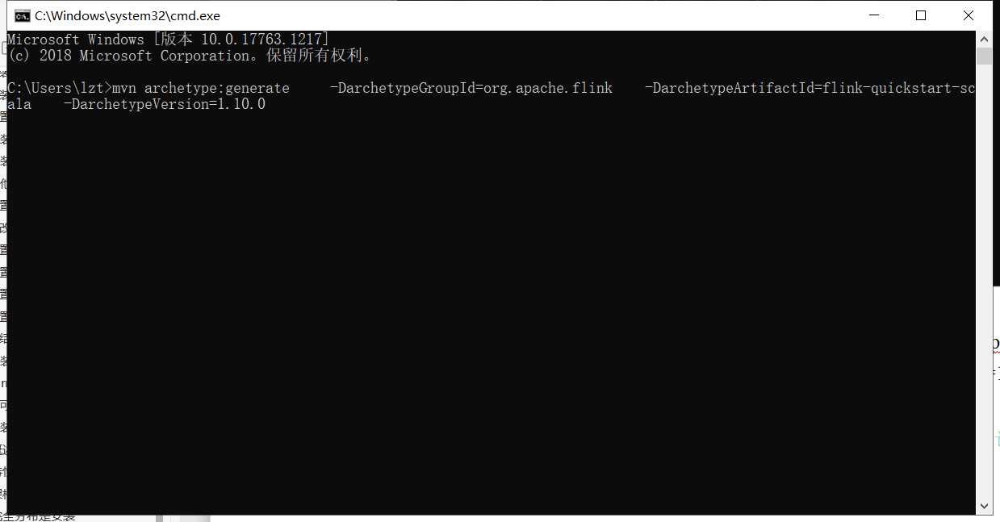 C:\Windows\system32\cmd.exe
Microsoft Windows [版本 10.0.17763.1217]
(c) 2018 Microsoft Corporation。保留所有权利。
C:\Users\lzt>mvn archetype:generate     -DarchetypeGroupId=org.apache.flink    -DarchetypeArtifactId=flink-quickstart-sc
ala    -DarchetypeVersion=1.10.0